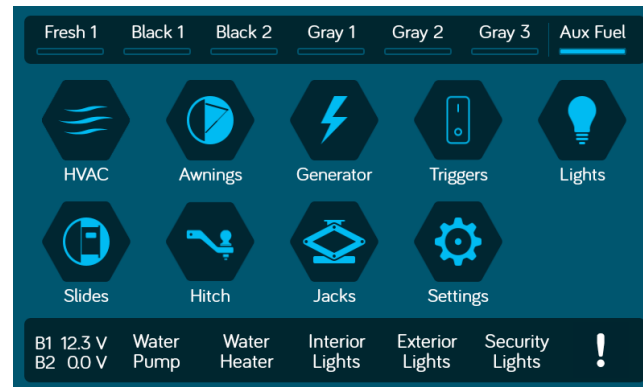 Fresh 1 Black 1 Black 2 Gray 1 Gray 2 Gray 3 Aux Fuel
HVAC Awnings Generator Triggers Lights
Slides Hitch Jacks Settings
B1 12.3 V Water Water Interior Exterior Security !
B2 0.0 V Pump Heater Lights Lights Lights